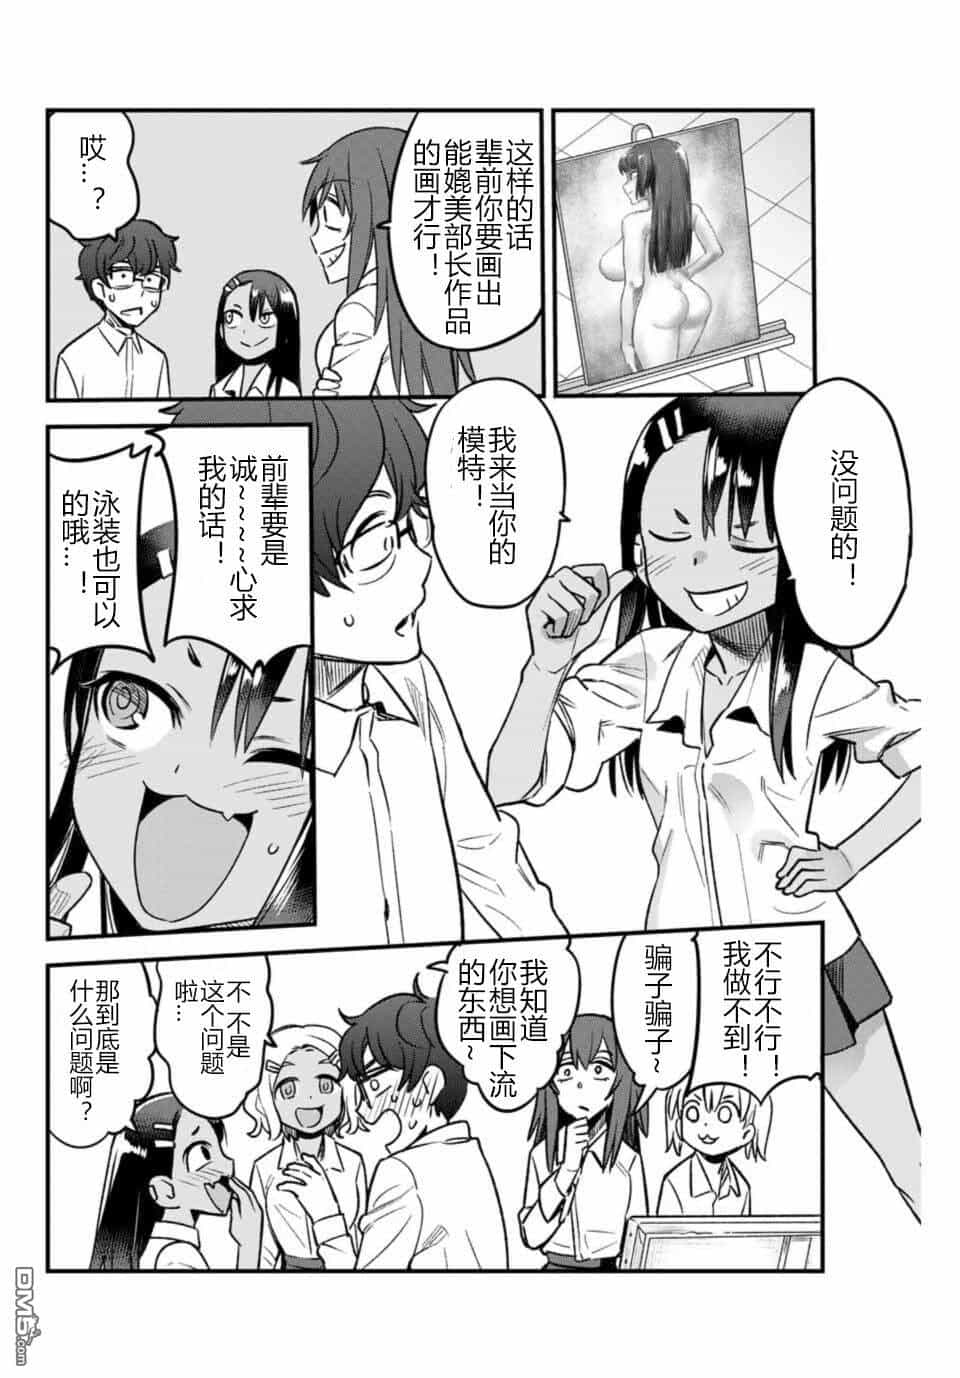 这样的话
辈前你要画出
能媲美部长作品
的画才行！
哎…
？
没问题的！
我来当你的
模特！
前辈要是
诚~~~~心求
我的话！
泳装也可以
的哦…！
不行不行！
我做不到！
骗子骗子~
我知道
你想画下流
的东西~
不 不是
这个问题
啦…
那到底是
什么问题啊？
DM5
.com